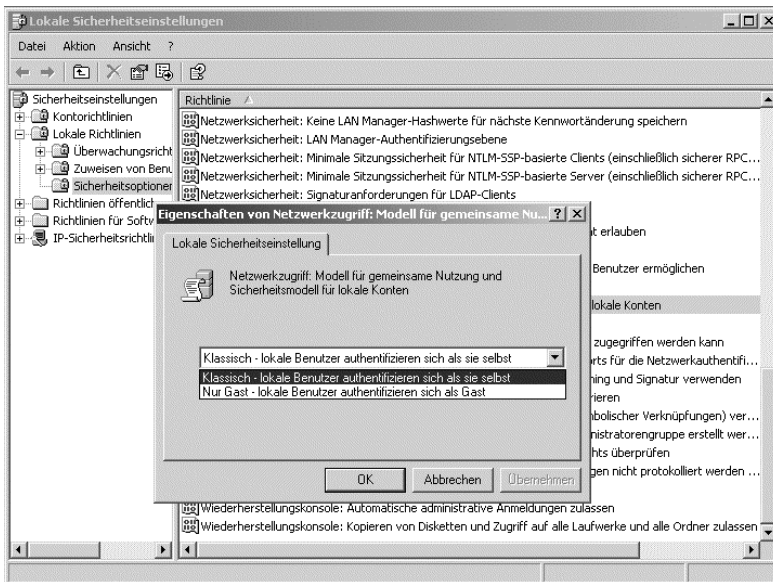 Lokale Sicherheitseinstellungen
Datei Aktion Ansicht ?
Sicherheitseinstellungen
Kontorichtlinien
Lokale Richtlinien
Überwachungsricht
Zuweisen von Benu
Sicherheitsoptioner
Richtlinien öffentlich
Richtlinien für Softw
IP-Sicherheitsrichtlin
Richtlinie
Netzwerksicherheit: Keine LAN Manager-Hashwerte für nächste Kennwortänderung speichern
Netzwerksicherheit: LAN Manager-Authentifizierungsebene
Netzwerksicherheit: Minimale Sitzungssicherheit für NTLM-SSP-basierte Clients (einschließlich sicherer RPC...
Netzwerksicherheit: Minimale Sitzungssicherheit für NTLM-SSP-basierte Server (einschließlich sicherer RPC...
Netzwerksicherheit: Signaturanforderungen für LDAP-Clients
Eigenschaften von Netzwerkzugriff: Modell für gemeinsame Nu... ?
Lokale Sicherheitseinstellung
Netzwerkzugriff: Modell für gemeinsame Nutzung und
Sicherheitsmodell für lokale Konten
Klassisch - lokale Benutzer authentifizieren sich als sie selbst
Klassisch - lokale Benutzer authentifizieren sich als sie selbst
Nur Gast - lokale Benutzer authentifizieren sich als Gast
OK Abbrechen Übernehmen
erlauben
Benutzer ermöglichen
lokale Konten
zugegriffen werden kann
rts für die Netzwerkauthentifi...
ning und Signatur verwenden
rieren
nbolischer Verknüpfungen) ver...
nistratorengruppe erstellt wer...
hts überprüfen
gen nicht protokolliert werden ...
Wiederherstellungskonsole: Automatische administrative Anmeldungen zulassen
Wiederherstellungskonsole: Kopieren von Disketten und Zugriff auf alle Laufwerke und alle Ordner zulassen